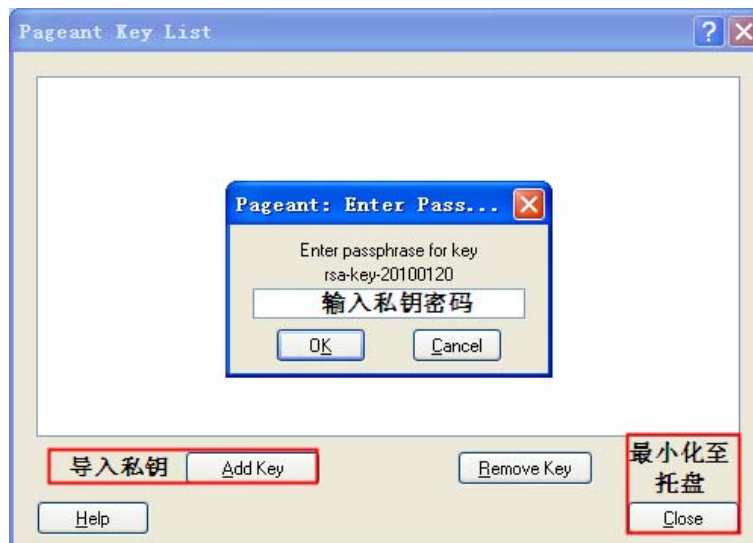 Pageant Key List
Pageant: Enter Pass...
Enter passphrase for key
rsa-key-20100120
输入私钥密码
OK
Cancel
导入私钥
Add Key
Remove Key
最小化至
托盘
Help
Close